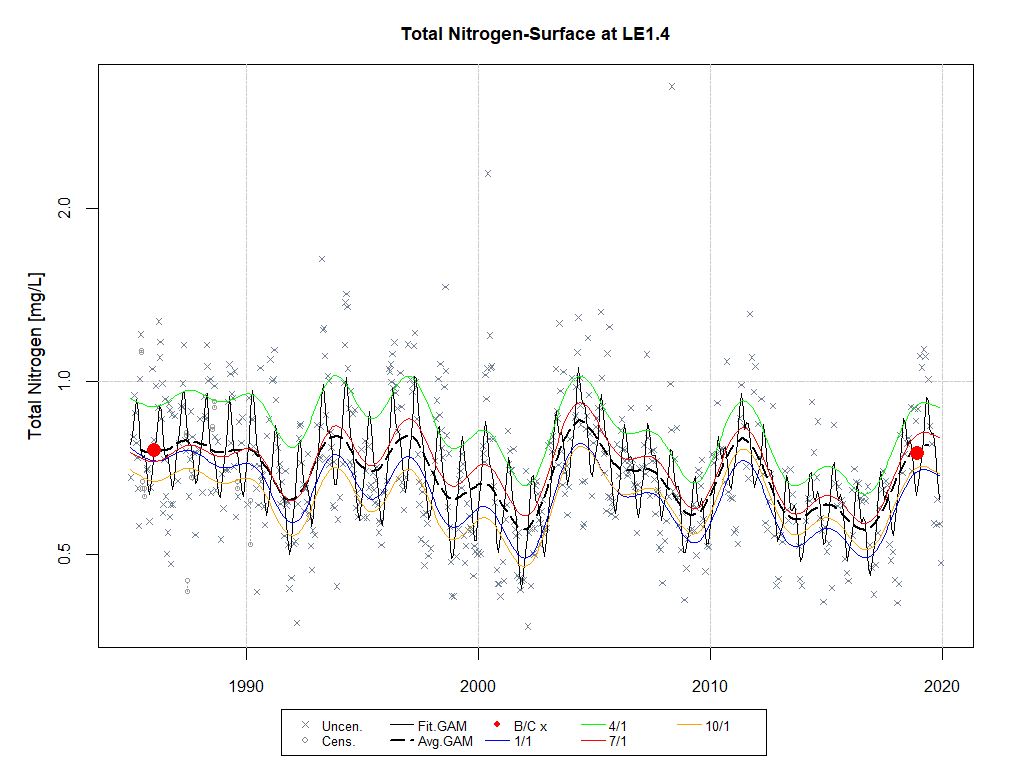 Total Nitrogen-Surface at LE1.4
Total Nitrogen [mg/L]
2.0
1.0
0.5
1990 2000 2010 2020
Uncen. Fit.GAM B/C x 4/1 10/1
Cens. Avg.GAM 1/1 7/1